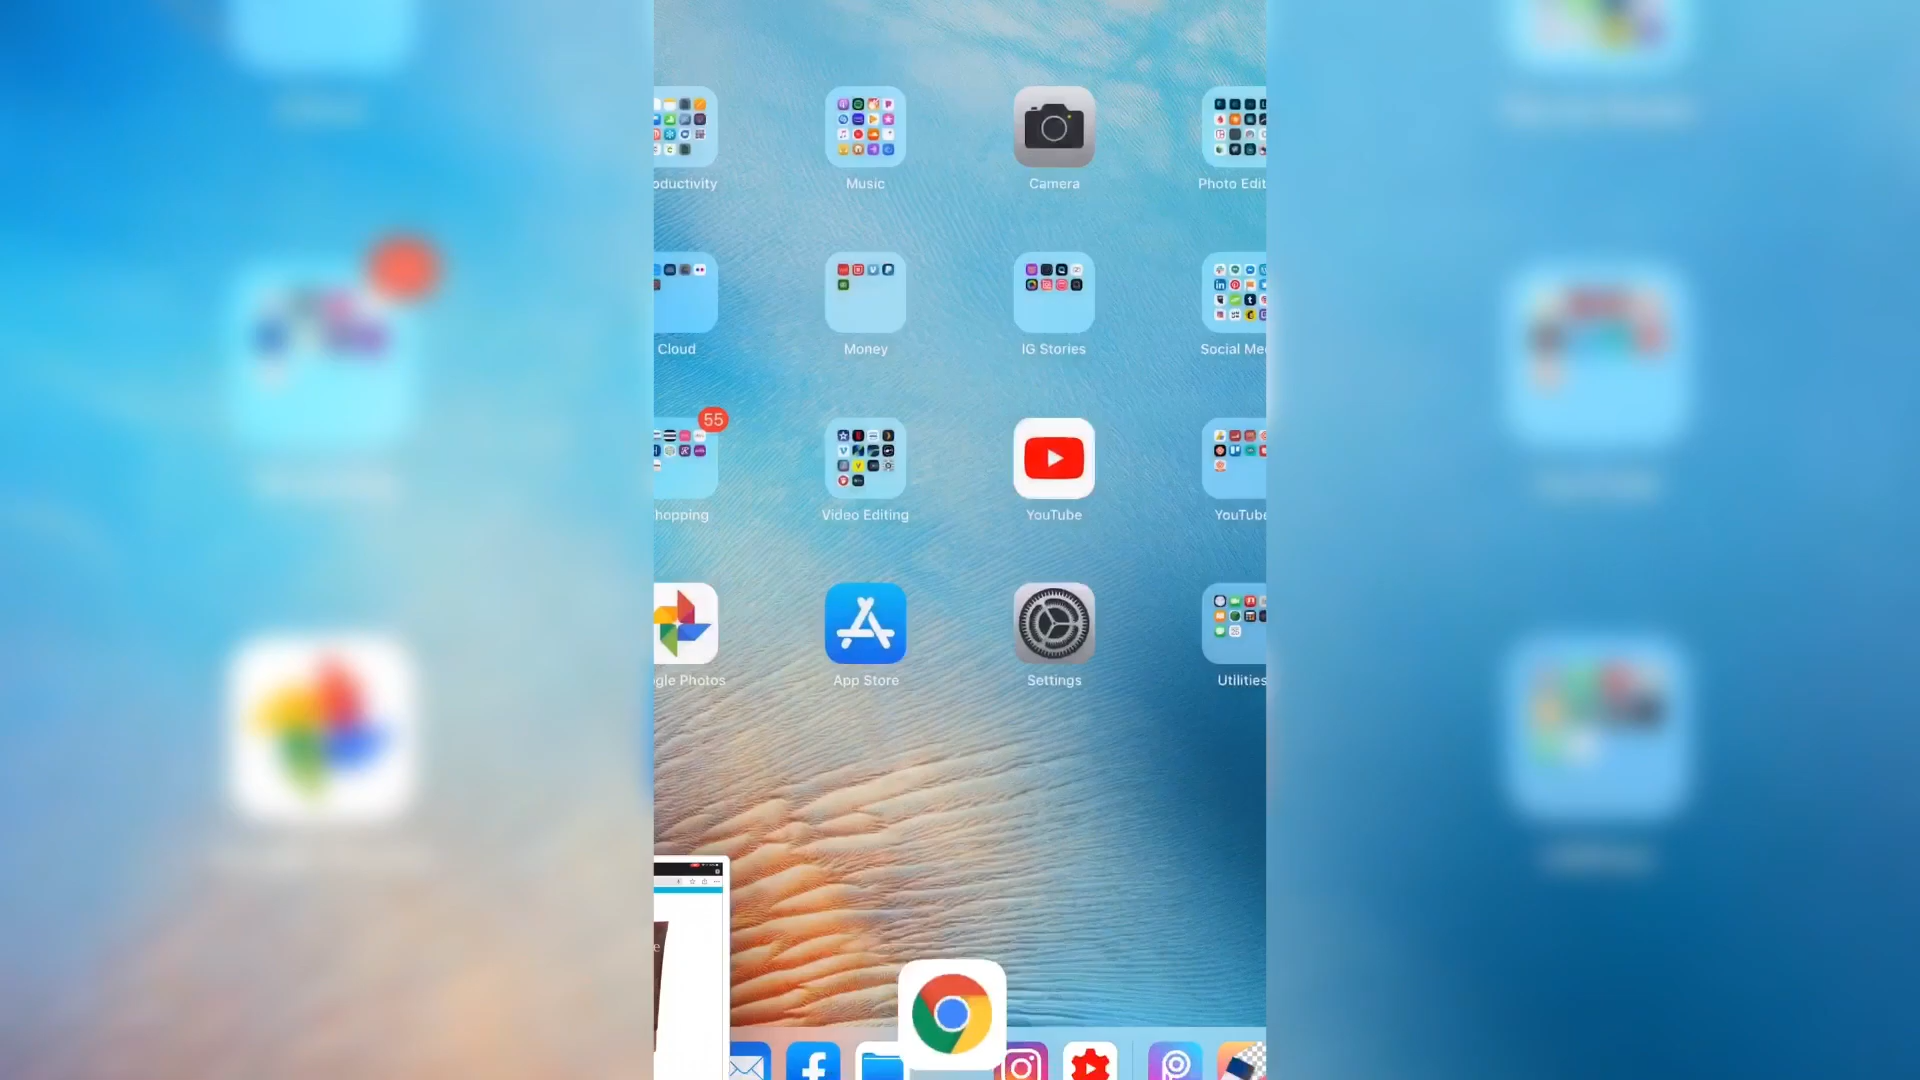 oductivity Music Camera Photo Edit
Cloud Money IG Stories Social Me
55
hopping Video Editing YouTube YouTube
gle Photos App Store Settings Utilities